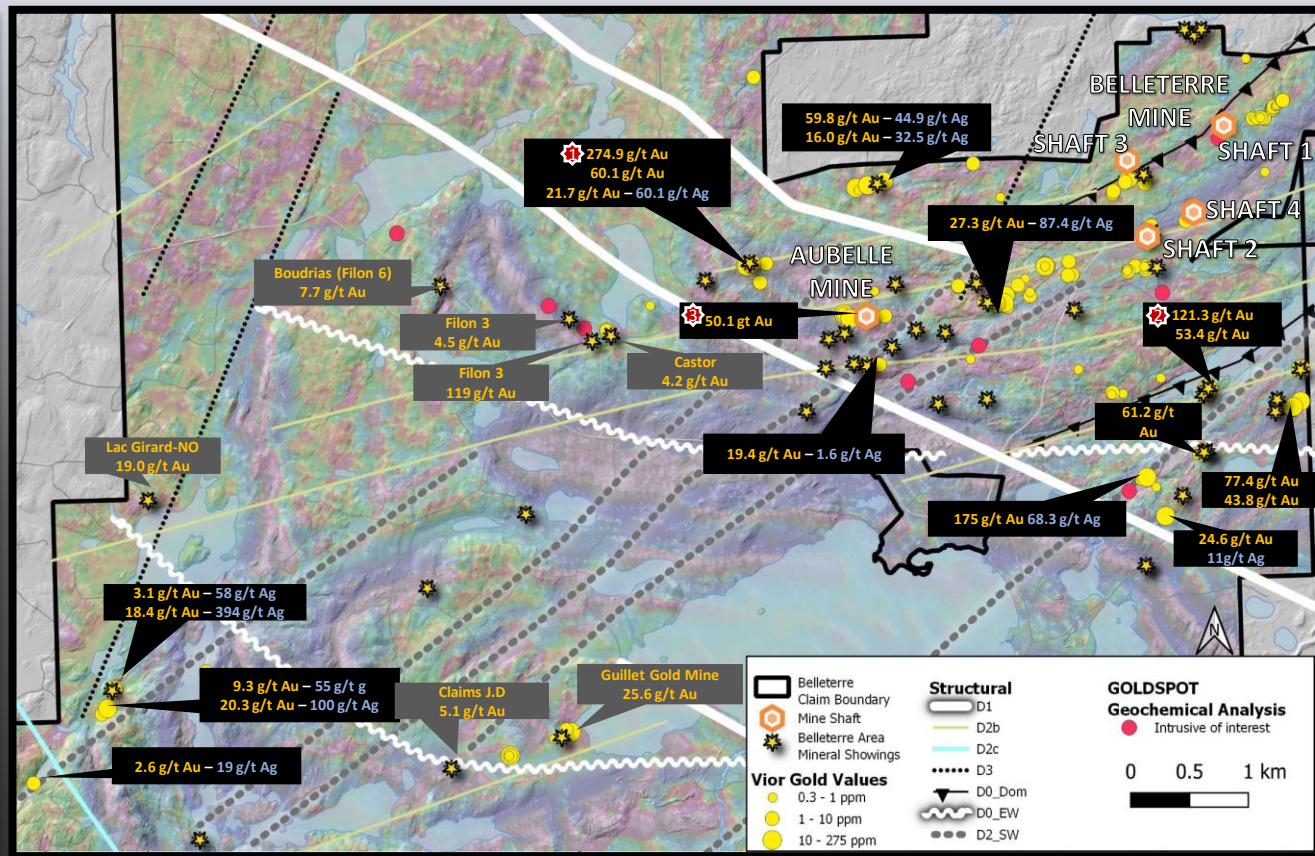 BELLETERRE
MINE
SHAFT 3
SHAFT 1
SHAFT 4
SHAFT 2
59.8 g/t Au – 44.9 g/t Ag
16.0 g/t Au – 32.5 g/t Ag
1 274.9 g/t Au
60.1 g/t Au
21.7 g/t Au – 60.1 g/t Ag
27.3 g/t Au – 87.4 g/t Ag
AUBELLE
MINE
Boudrias (Filon 6)
7.7 g/t Au
Filon 3
4.5 g/t Au
3 50.1 gt Au
2 121.3 g/t Au
53.4 g/t Au
Filon 3
119 g/t Au
Castor
4.2 g/t Au
61.2 g/t
Au
Lac Girard-NO
19.0 g/t Au
19.4 g/t Au – 1.6 g/t Ag
77.4 g/t Au
43.8 g/t Au
175 g/t Au 68.3 g/t Ag
24.6 g/t Au
11g/t Ag
3.1 g/t Au – 58 g/t Ag
18.4 g/t Au – 394 g/t Ag
9.3 g/t Au – 55 g/t g
20.3 g/t Au – 100 g/t Ag
Claims J.D
5.1 g/t Au
Guillet Gold Mine
25.6 g/t Au
2.6 g/t Au – 19 g/t Ag
N
Belleterre
Claim Boundary
Mine Shaft
Belleterre Area
Mineral Showings
Vior Gold Values
0.3 - 1 ppm
1 - 10 ppm
10 - 275 ppm
Structural
D1
D2b
D2c
D3
D0_Dom
D0_EW
D2_SW
GOLDSPOT
Geochemical Analysis
Intrusive of interest
0 0.5 1 km